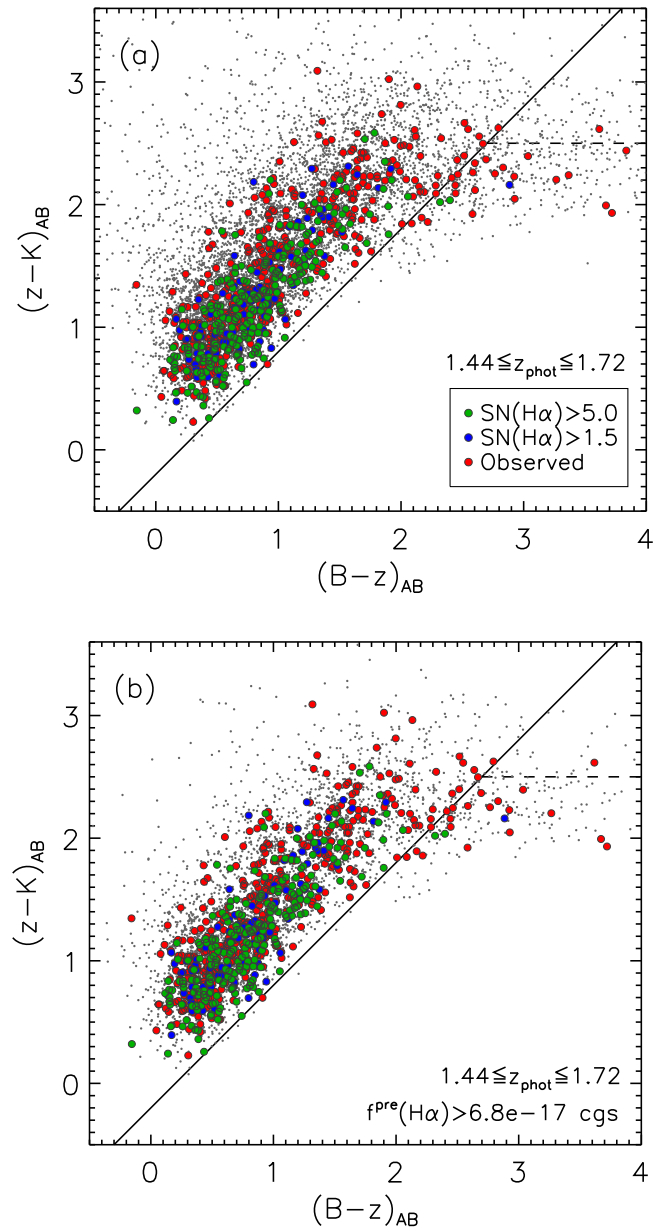 (a)
3
2
1
0
(z−K)AB
1.44≦zphot≦1.72
SN(Hα)>5.0
SN(Hα)>1.5
Observed
0 1 2 3 4
(B−z)AB
(b)
3
2
1
0
(z−K)AB
1.44≦zphot≦1.72
fpre(Hα)>6.8e−17 cgs
0 1 2 3 4
(B−z)AB